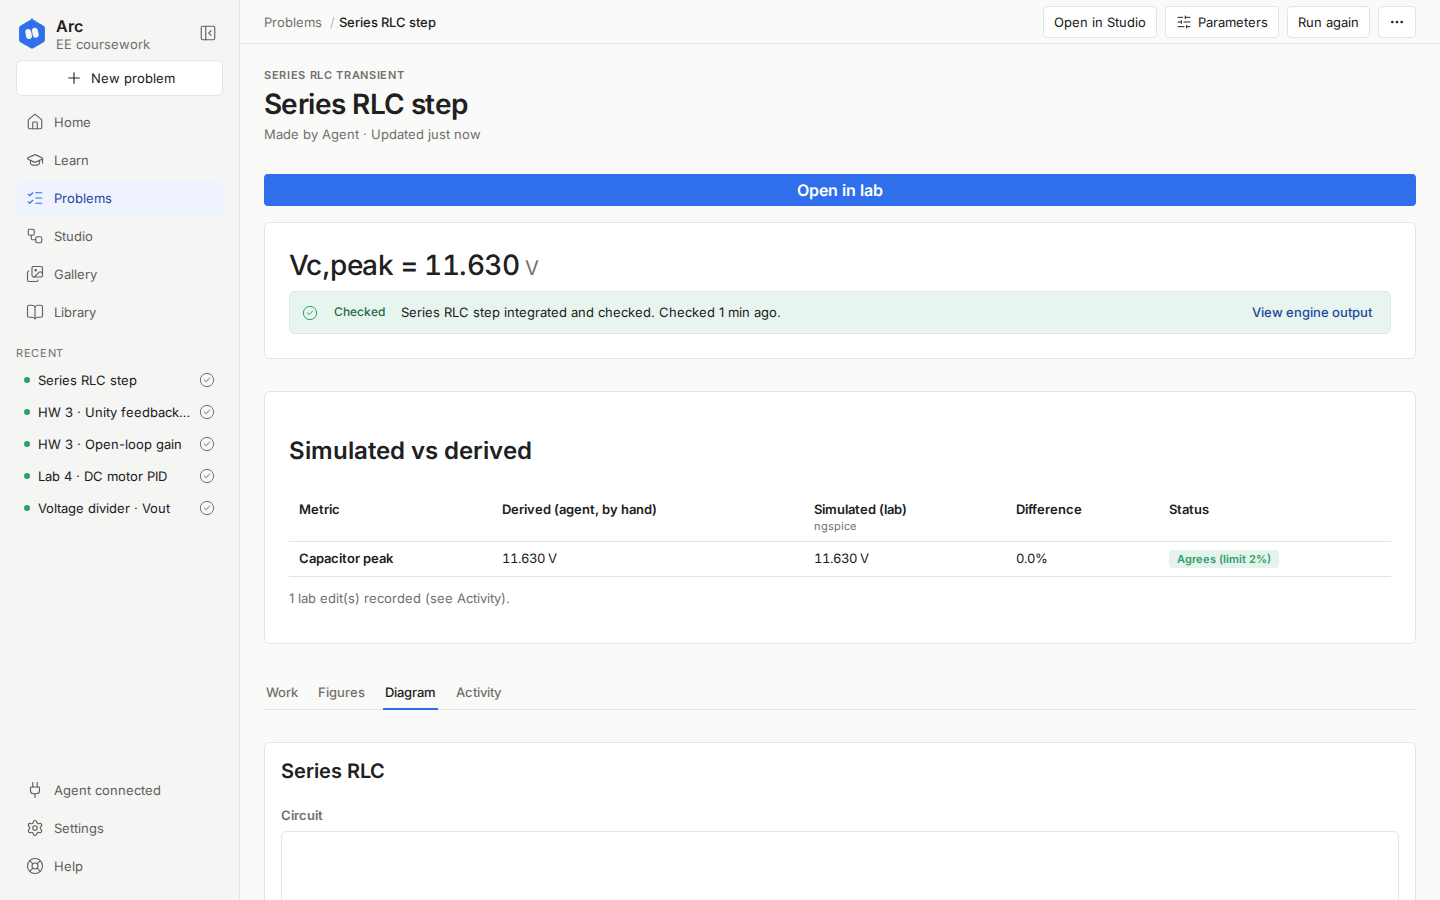 Arc
EE coursework
New problem
Home
Learn
Problems
Studio
Gallery
Library
RECENT
Series RLC step
HW 3 · Unity feedback...
HW 3 · Open-loop gain
Lab 4 · DC motor PID
Voltage divider · Vout
Agent connected
Settings
Help
Problems / Series RLC step
Open in Studio
Parameters
Run again
SERIES RLC TRANSIENT
Series RLC step
Made by Agent · Updated just now
Open in lab
Vc,peak = 11.630 V
Checked Series RLC step integrated and checked. Checked 1 min ago. View engine output
Simulated vs derived
Metric Derived (agent, by hand) Simulated (lab) Difference Status
ngspice
Capacitor peak 11.630 V 11.630 V 0.0% Agrees (limit 2%)
1 lab edit(s) recorded (see Activity).
Work Figures Diagram Activity
Series RLC
Circuit